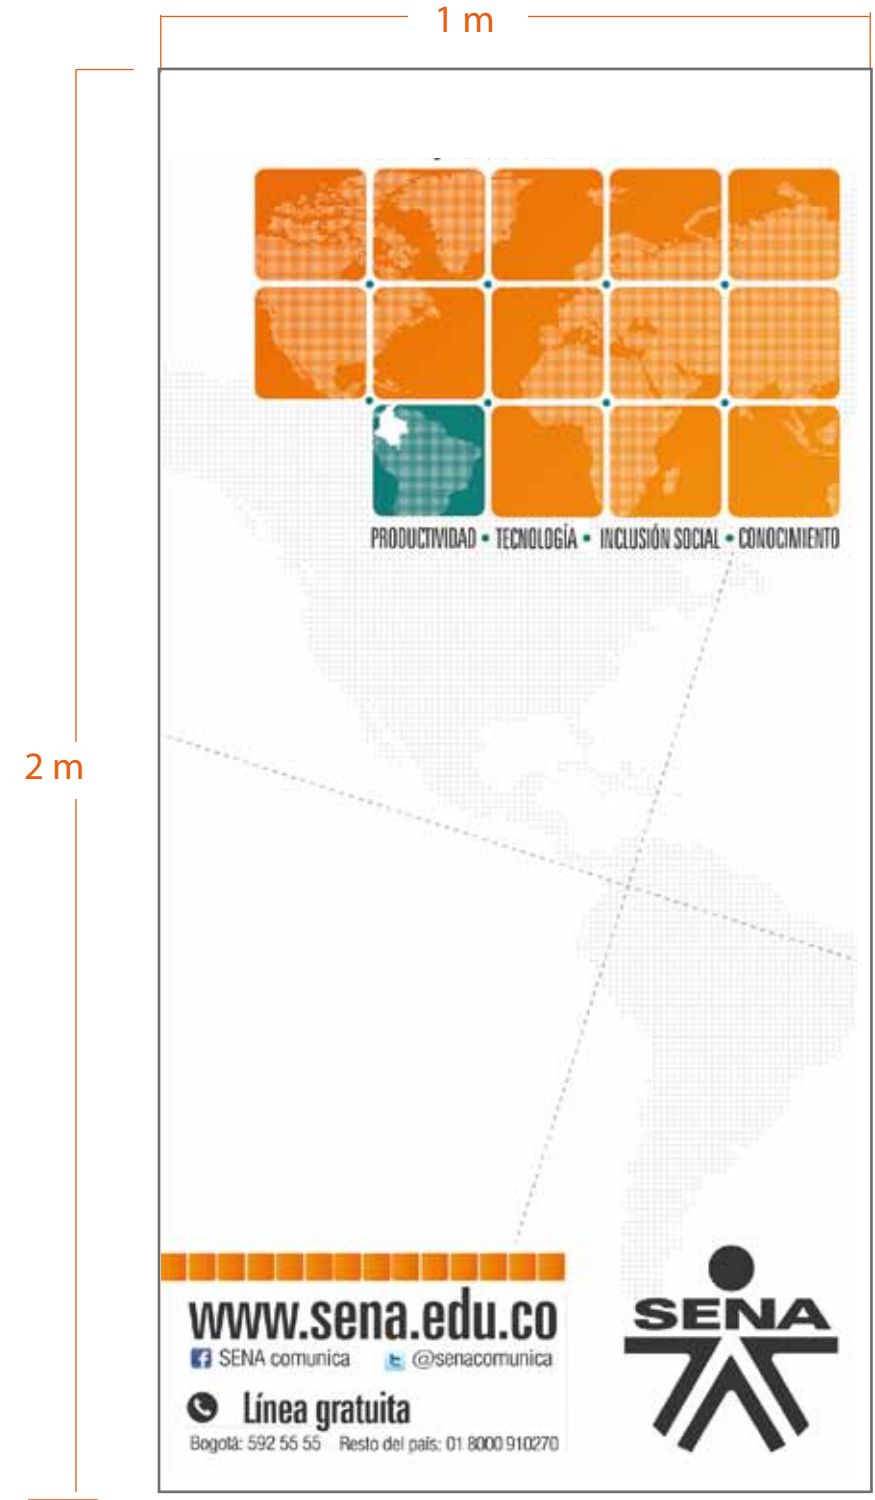 1 m
2 m
PRODUCTIVIDAD • TECNOLOGÍA • INCLUSIÓN SOCIAL • CONOCIMIENTO
www.sena.edu.co
SENA comunica @senacomunica
Línea gratuita
Bogotá: 592 55 55 Resto del país: 01 8000 910270
SENA